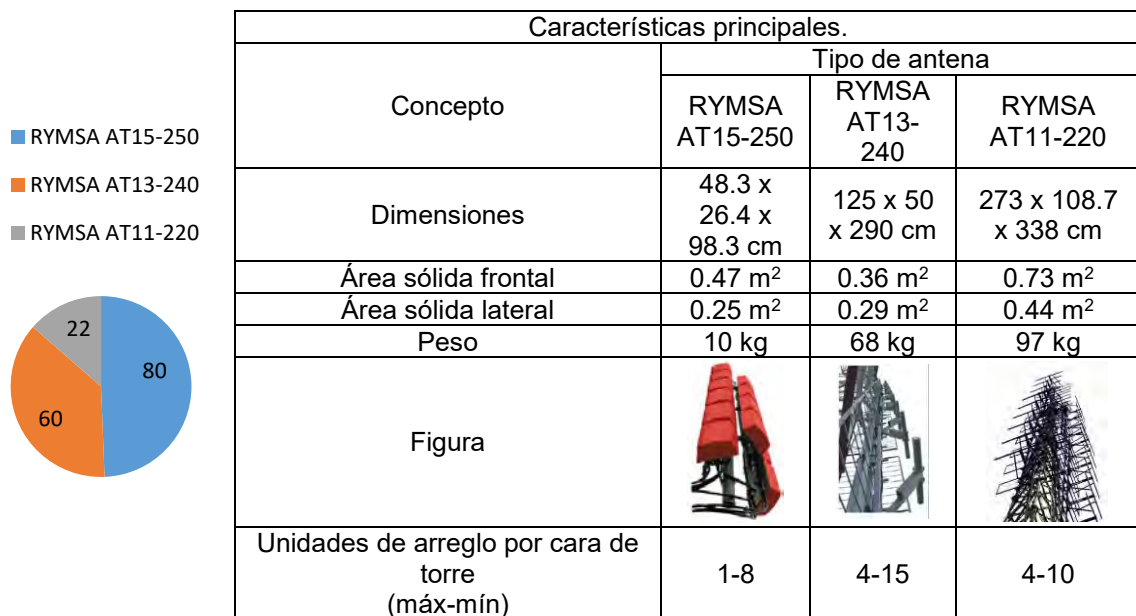 RYMSA AT15-250
RYMSA AT13-240
RYMSA AT11-220
22
80
60
Características principales.
Concepto
Tipo de antena
RYMSA
AT15-250
RYMSA
AT13-
240
RYMSA
AT11-220
Dimensiones
48.3 x
26.4 x
98.3 cm
125 x 50
x 290 cm
273 x 108.7
x 338 cm
Área sólida frontal
0.47 m²
0.36 m²
0.73 m²
Área sólida lateral
0.25 m²
0.29 m²
0.44 m²
Peso
10 kg
68 kg
97 kg
Figura
Unidades de arreglo por cara de
torre
(máx-mín)
1-8
4-15
4-10